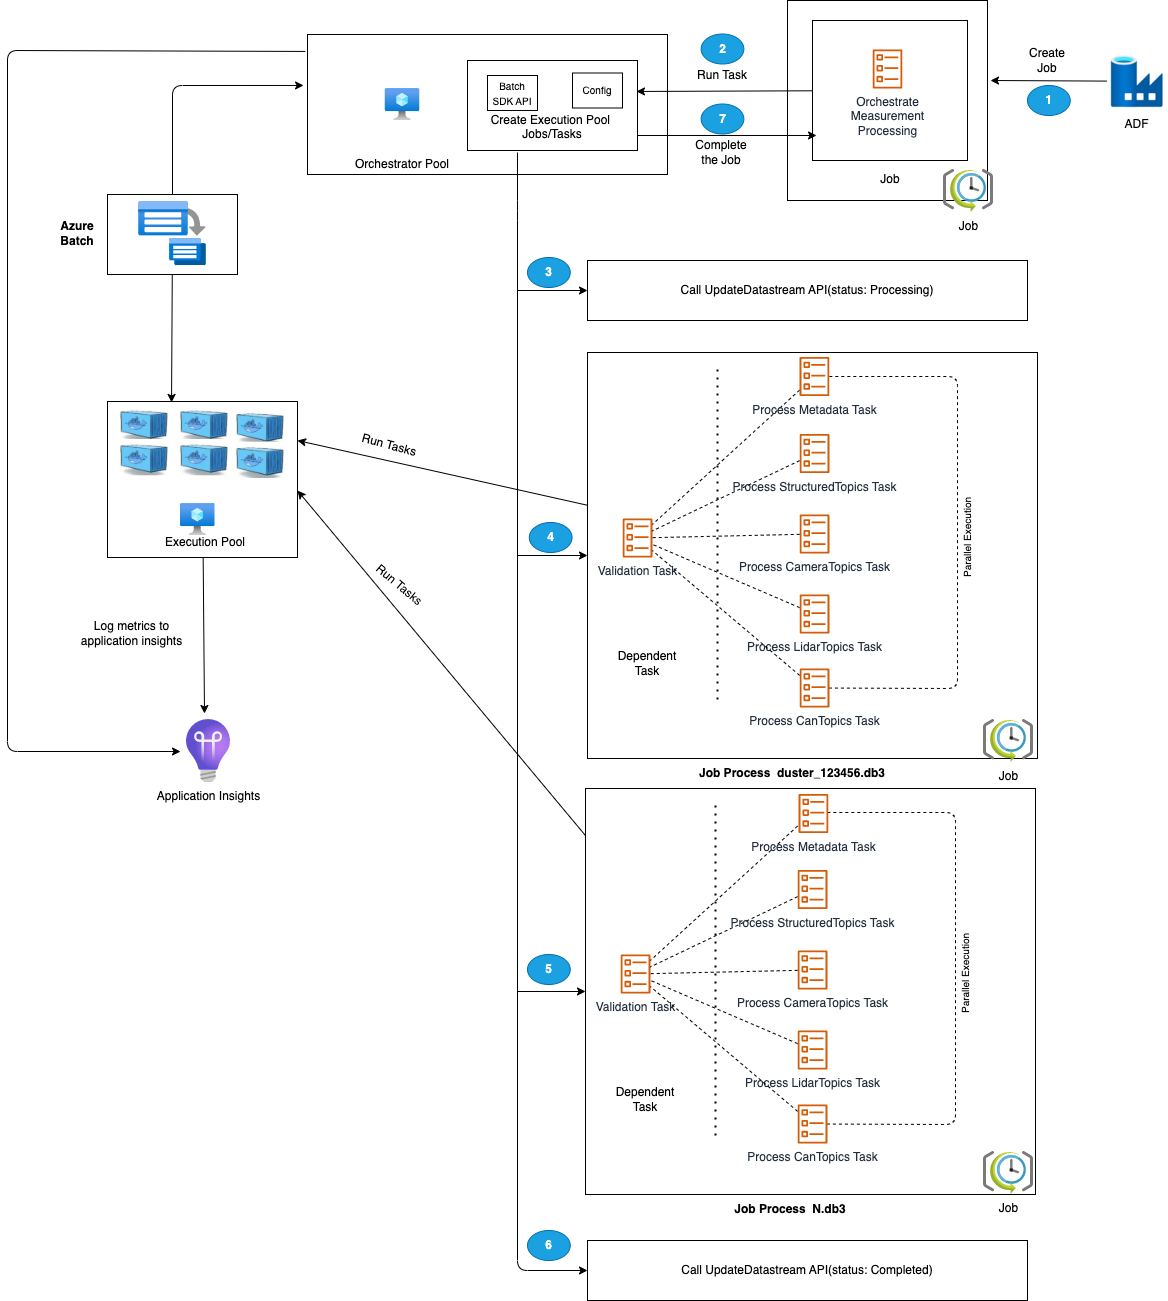 2
Run Task
Create
Job
1
ADF
Batch
SDK API
Config
Create Execution Pool
Jobs/Tasks
Orchestrator Pool
7
Complete
the Job
Orchestrate
Measurement
Processing
Job
Job
Azure
Batch
3
Call UpdateDatastream API(status: Processing)
Run Tasks
Execution Pool
Run Tasks
Log metrics to
application insights
Application Insights
4
Process Metadata Task
Process StructuredTopics Task
Process CameraTopics Task
Validation Task
Process LidarTopics Task
Dependent
Task
Process CanTopics Task
Parallel Execution
Job
Job Process duster_123456.db3
5
Process Metadata Task
Process StructuredTopics Task
Process CameraTopics Task
Validation Task
Process LidarTopics Task
Dependent
Task
Process CanTopics Task
Parallel Execution
Job
Job Process N.db3
6
Call UpdateDatastream API(status: Completed)